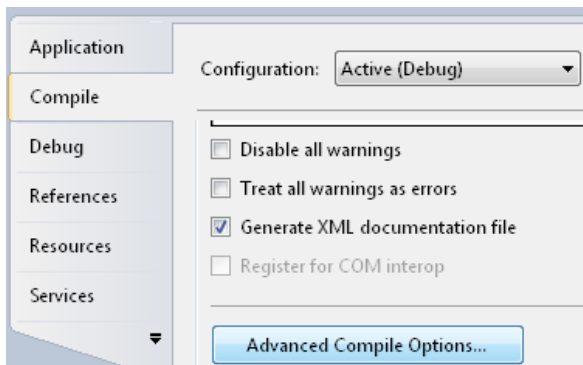 Application
Compile
Debug
References
Resources
Services
Configuration: Active (Debug)
Disable all warnings
Treat all warnings as errors
Generate XML documentation file
Register for COM interop
Advanced Compile Options...